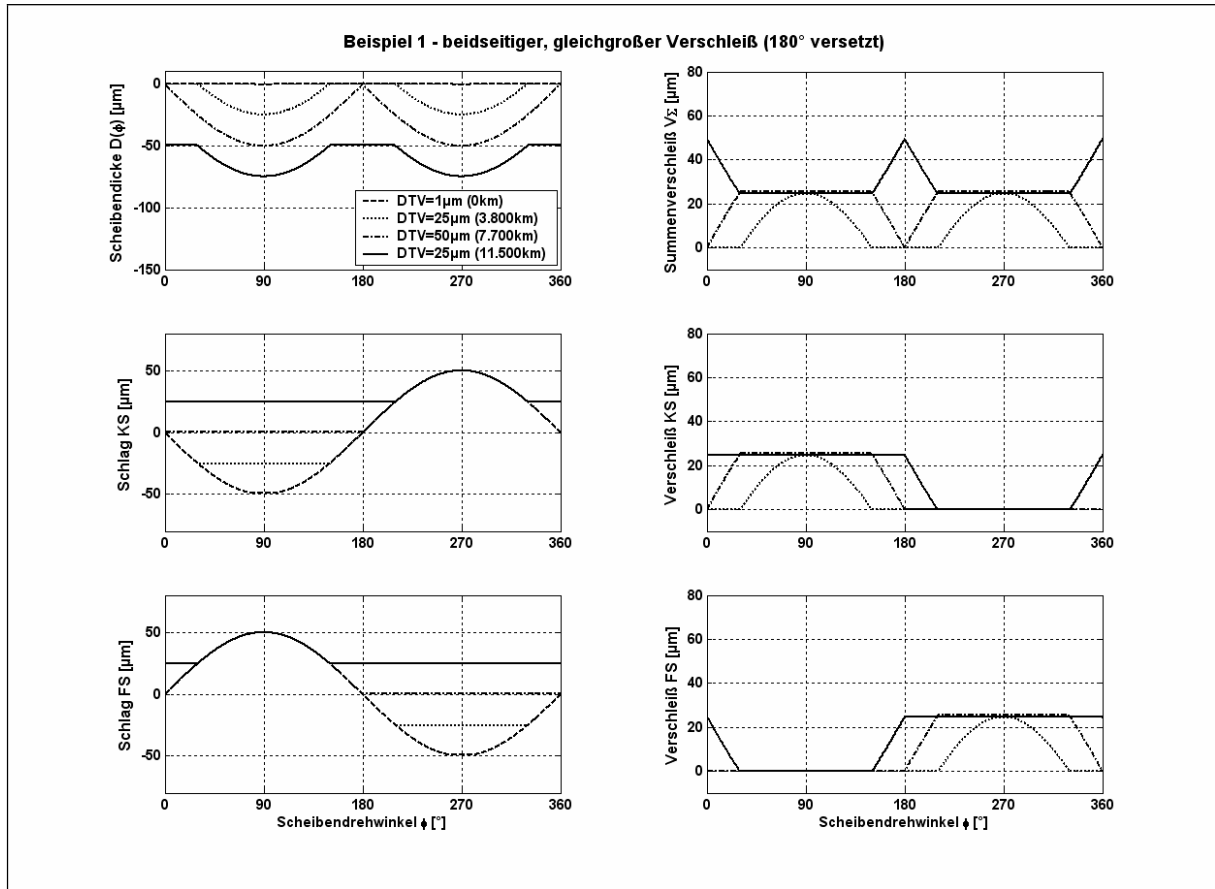 Beispiel 1 - beidseitiger, gleichgroßer Verschleiß (180° versetzt)
Scheibendicke D(ϕ) [µm]
0
-50
-100
-150
DTV=1µm (0km)
DTV=25µm (3.800km)
DTV=50µm (7.700km)
DTV=25µm (11.500km)
0 90 180 270 360
Summenverschleiß VΣ [µm]
80
60
40
20
0
0 90 180 270 360
Schlag KS [µm]
50
0
-50
0 90 180 270 360
Verschleiß KS [µm]
80
60
40
20
0
0 90 180 270 360
Schlag FS [µm]
50
0
-50
0 90 180 270 360
Scheibendrehwinkel ϕ [°]
Verschleiß FS [µm]
80
60
40
20
0
0 90 180 270 360
Scheibendrehwinkel ϕ [°]